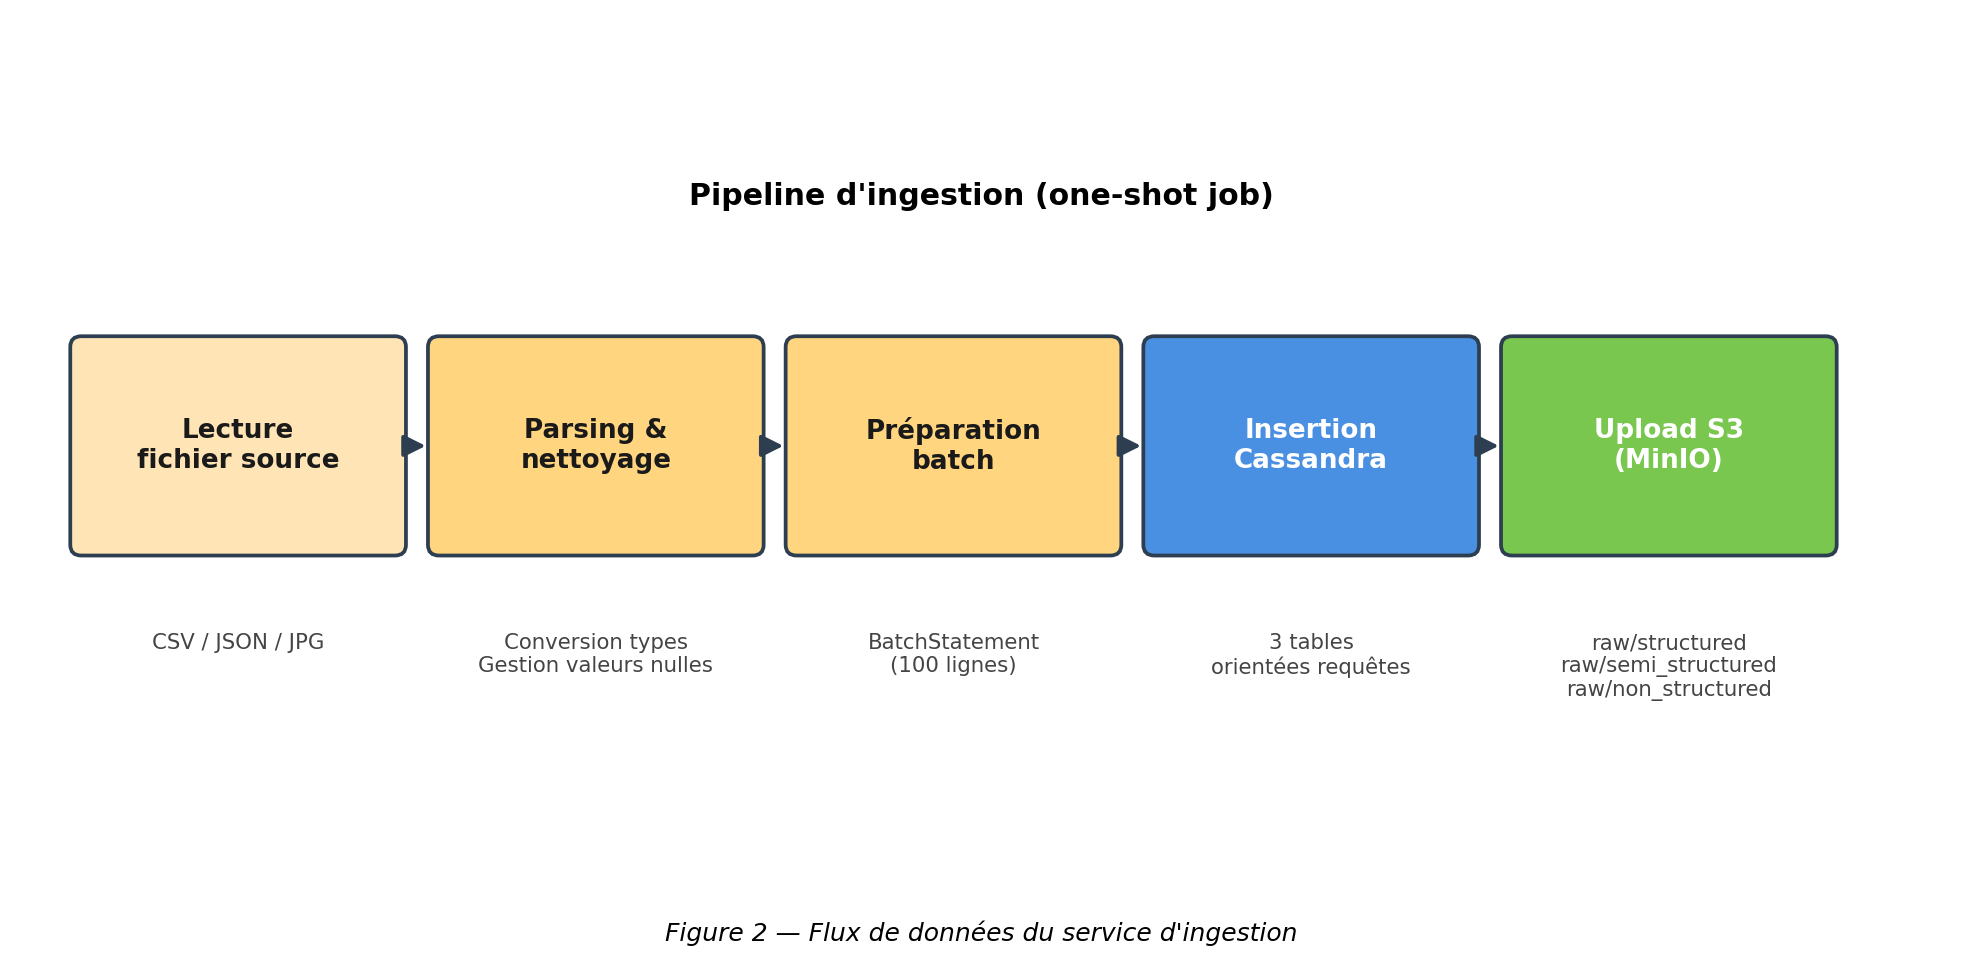 Pipeline d'ingestion (one-shot job)
Lecture
fichier source
Parsing &
nettoyage
Préparation
batch
Insertion
Cassandra
Upload S3
(MinIO)
CSV / JSON / JPG
Conversion types
Gestion valeurs nulles
BatchStatement
(100 lignes)
3 tables
orientées requêtes
raw/structured
raw/semi_structured
raw/non_structured
Figure 2 — Flux de données du service d'ingestion